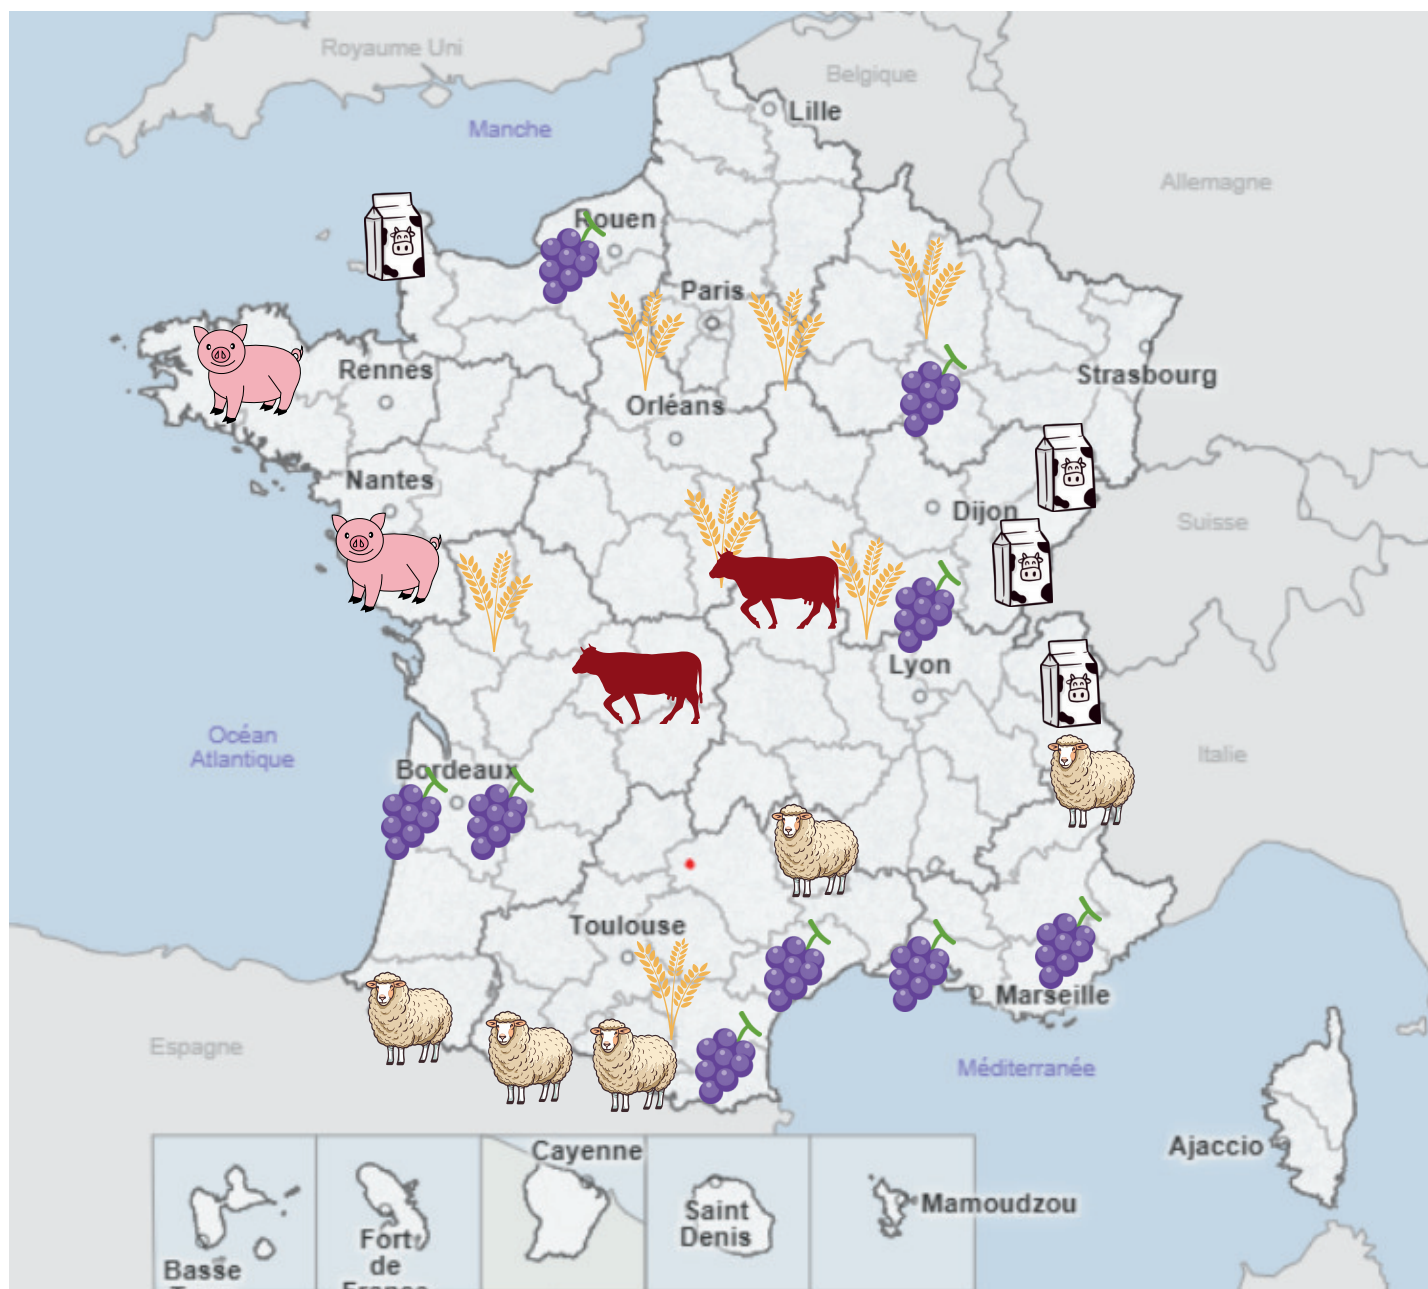 Royaume Uni
Belgique
Lille
Manche
Allemagne
Rouen
Paris
Rennes
Strasbourg
Orléans
Nantes
Dijon
Suisse
Lyon
Océan
Atlantique
Italie
Bordeaux
Toulouse
Marseille
Espagne
Méditerranée
Ajaccio
Cayenne
Mamoudzou
Saint
Denis
Fort
de
Basse